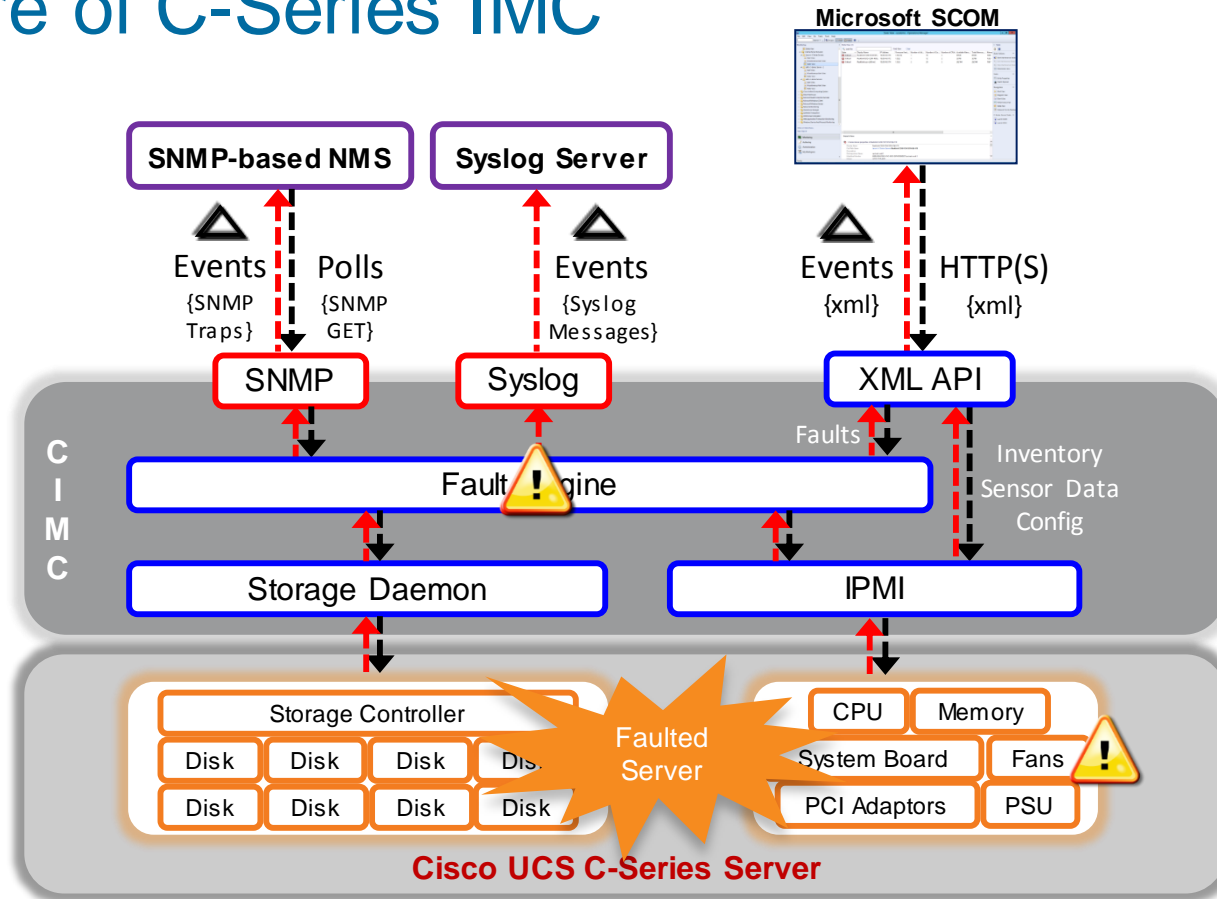 re of C-Series IMC
Microsoft SCOM
SNMP-based NMS
Syslog Server
Events
{SNMP
Traps}
Polls
{SNMP
GET}
Events
{Syslog
Messages}
Events
{xml}
HTTP(S)
{xml}
SNMP
Syslog
XML API
C
I
M
C
Faults
Inventory
Sensor Data
Config
Fault gine
Storage Daemon
IPMI
Storage Controller
Disk Disk Disk Disk
Disk Disk Disk Disk
Faulted
Server
CPU Memory
System Board Fans
PCI Adaptors PSU
Cisco UCS C-Series Server